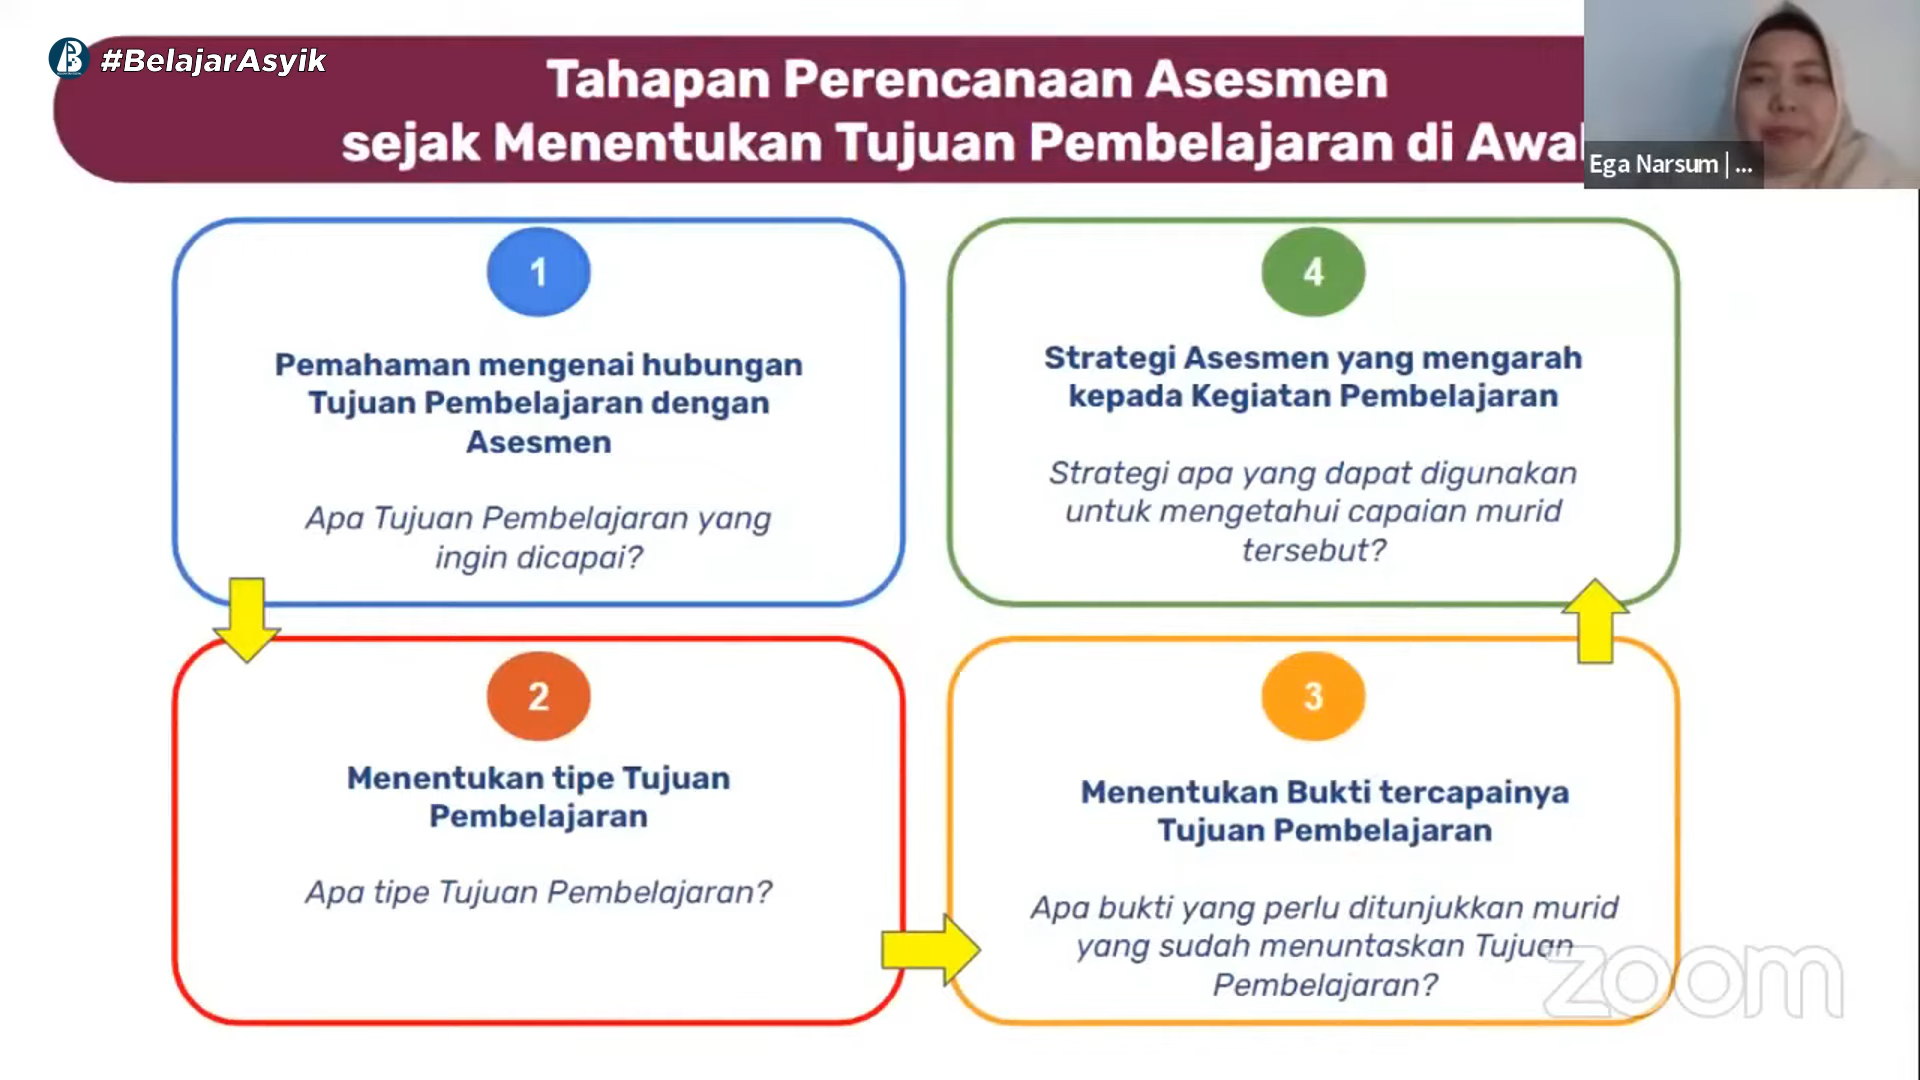 #BelajarAsyik
Tahapan Perencanaan Asesmen
sejak Menentukan Tujuan Pembelajaran di Awal
Ega Narsum | ...
1
Pemahaman mengenai hubungan
Tujuan Pembelajaran dengan
Asesmen
Apa Tujuan Pembelajaran yang
ingin dicapai?
2
Menentukan tipe Tujuan
Pembelajaran
Apa tipe Tujuan Pembelajaran?
3
Menentukan Bukti tercapainya
Tujuan Pembelajaran
Apa bukti yang perlu ditunjukkan murid
yang sudah menuntaskan Tujuan
Pembelajaran?
4
Strategi Asesmen yang mengarah
kepada Kegiatan Pembelajaran
Strategi apa yang dapat digunakan
untuk mengetahui capaian murid
tersebut?
zoom